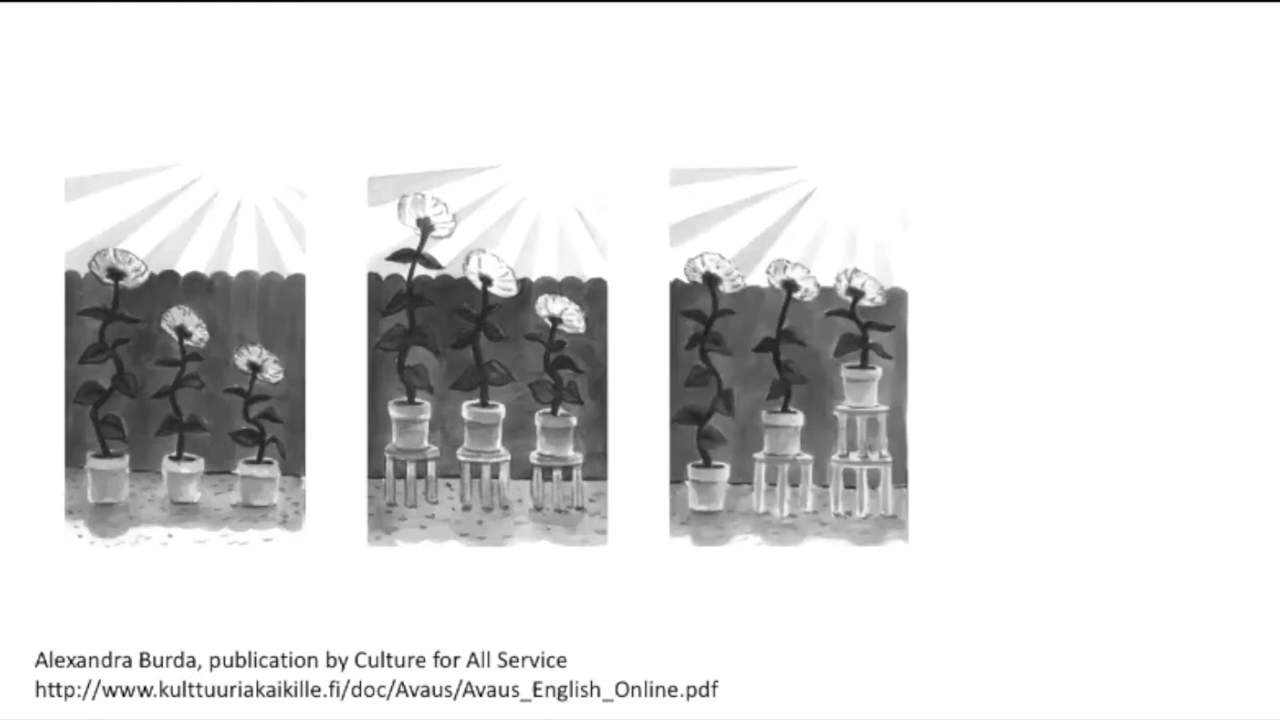 Alexandra Burda, publication by Culture for All Service
http://www.kulttuuriakaikille.fi/doc/Avaus/Avaus_English_Online.pdf